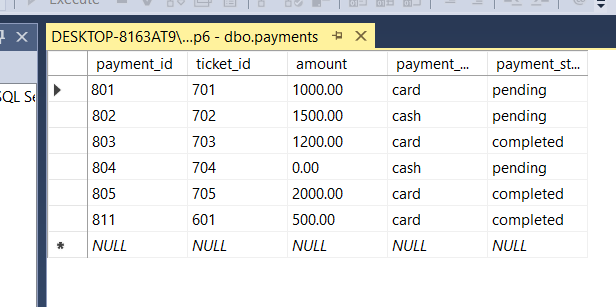 Execute
DESKTOP-8163AT9\...p6 - dbo.payments
SQL Se
payment_id ticket_id amount payment_... payment_st...
801 701 1000.00 card pending
802 702 1500.00 cash pending
803 703 1200.00 card completed
804 704 0.00 cash pending
805 705 2000.00 card completed
811 601 500.00 card completed
NULL NULL NULL NULL NULL